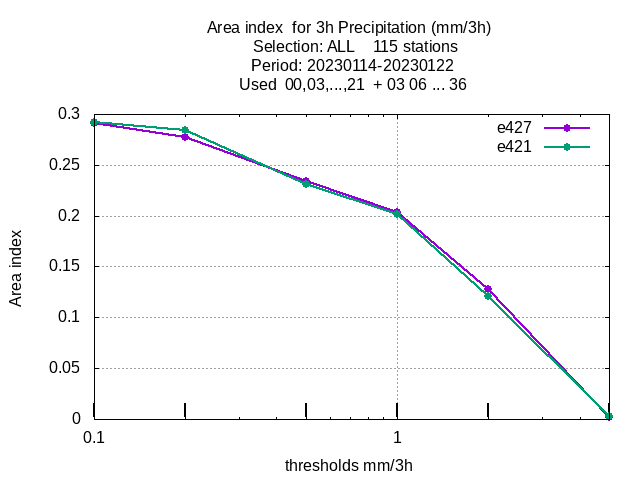 Area index  for 3h Precipitation (mm/3h)
Selection: ALL    115 stations
Period: 20230114-20230122
Used  00,03,...,21  + 03 06 ... 36
e427
e421
0.3
0.25
0.2
0.15
0.1
0.05
0
Area index
0.1
1
thresholds mm/3h